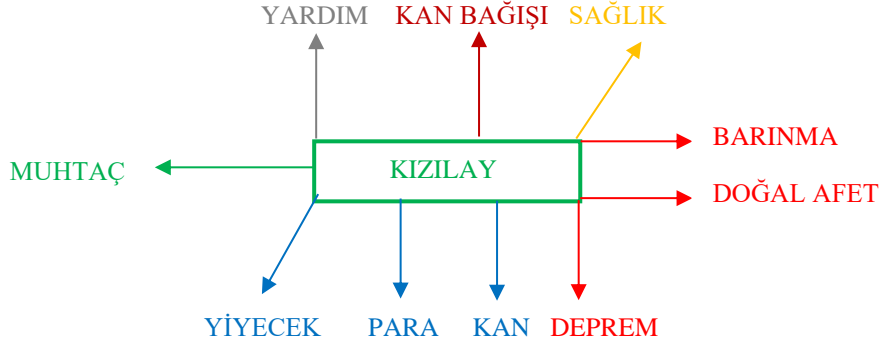 YARDIM KAN BAĞIŞI SAĞLIK
BARINMA
MUHTAÇ KIZILAY
DOĞAL AFET
YİYECEK PARA KAN DEPREM